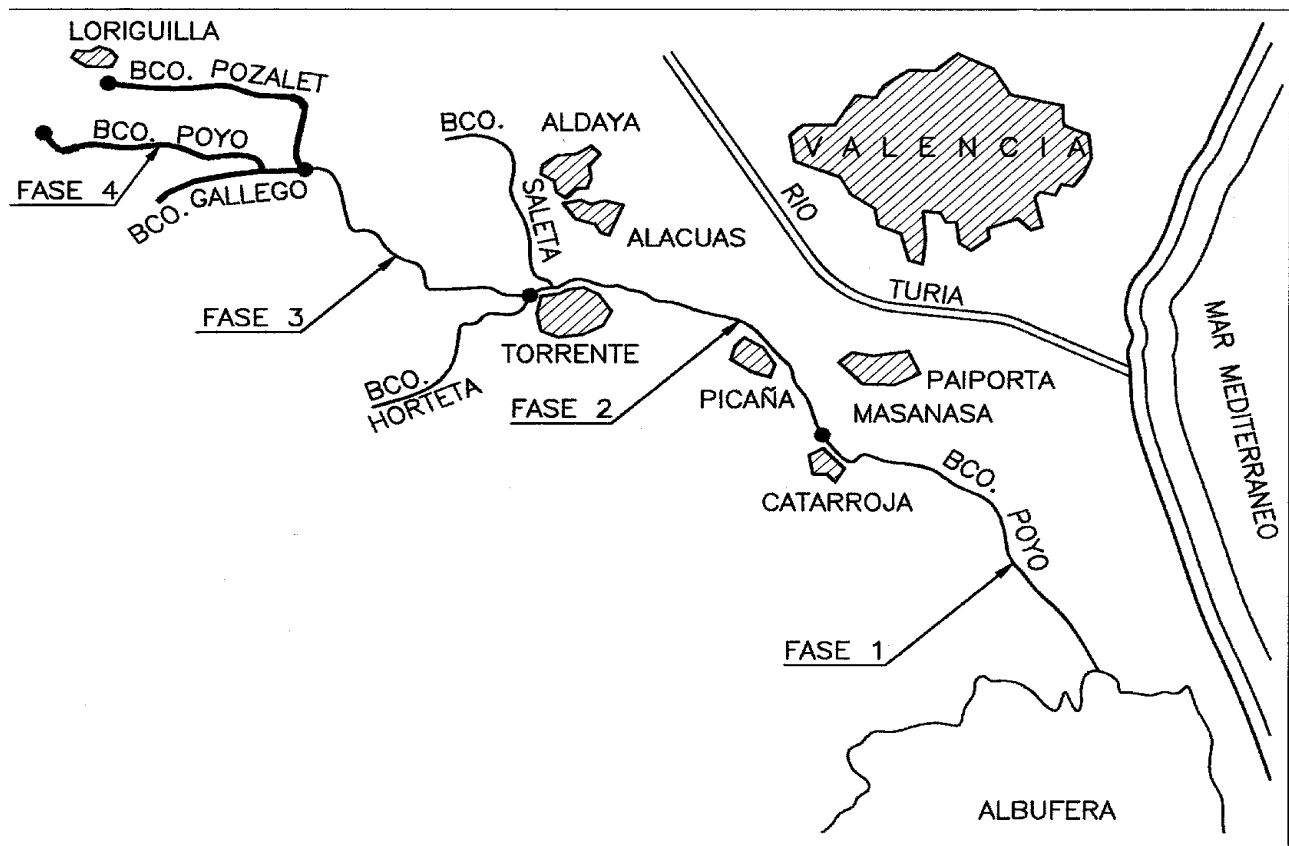 LORIGUILLA
BCO. POZALET
BCO. POYO
FASE 4
BCO. GALLEGO
BCO. SALETA
ALDAYA
ALACUAS
VALENCIA
RIO TURIA
FASE 3
TORRENTE
BCO. HORTETA
FASE 2
PICAÑA
PAIPORTA
MASANASA
CATARROJA
BCO. POYO
FASE 1
MAR MEDITERRANEO
ALBUFERA